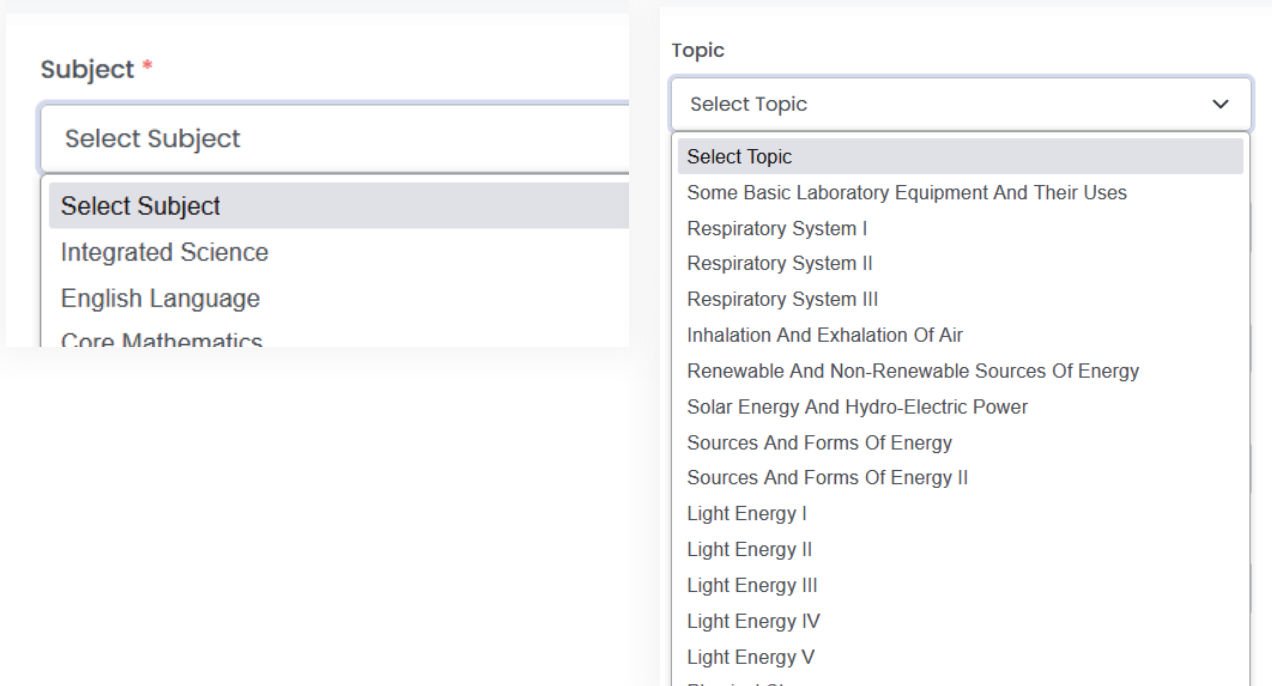 Subject *
Select Subject
Select Subject
Integrated Science
English Language
Core Mathematics
Topic
Select Topic
Select Topic
Some Basic Laboratory Equipment And Their Uses
Respiratory System I
Respiratory System II
Respiratory System III
Inhalation And Exhalation Of Air
Renewable And Non-Renewable Sources Of Energy
Solar Energy And Hydro-Electric Power
Sources And Forms Of Energy
Sources And Forms Of Energy II
Light Energy I
Light Energy II
Light Energy III
Light Energy IV
Light Energy V